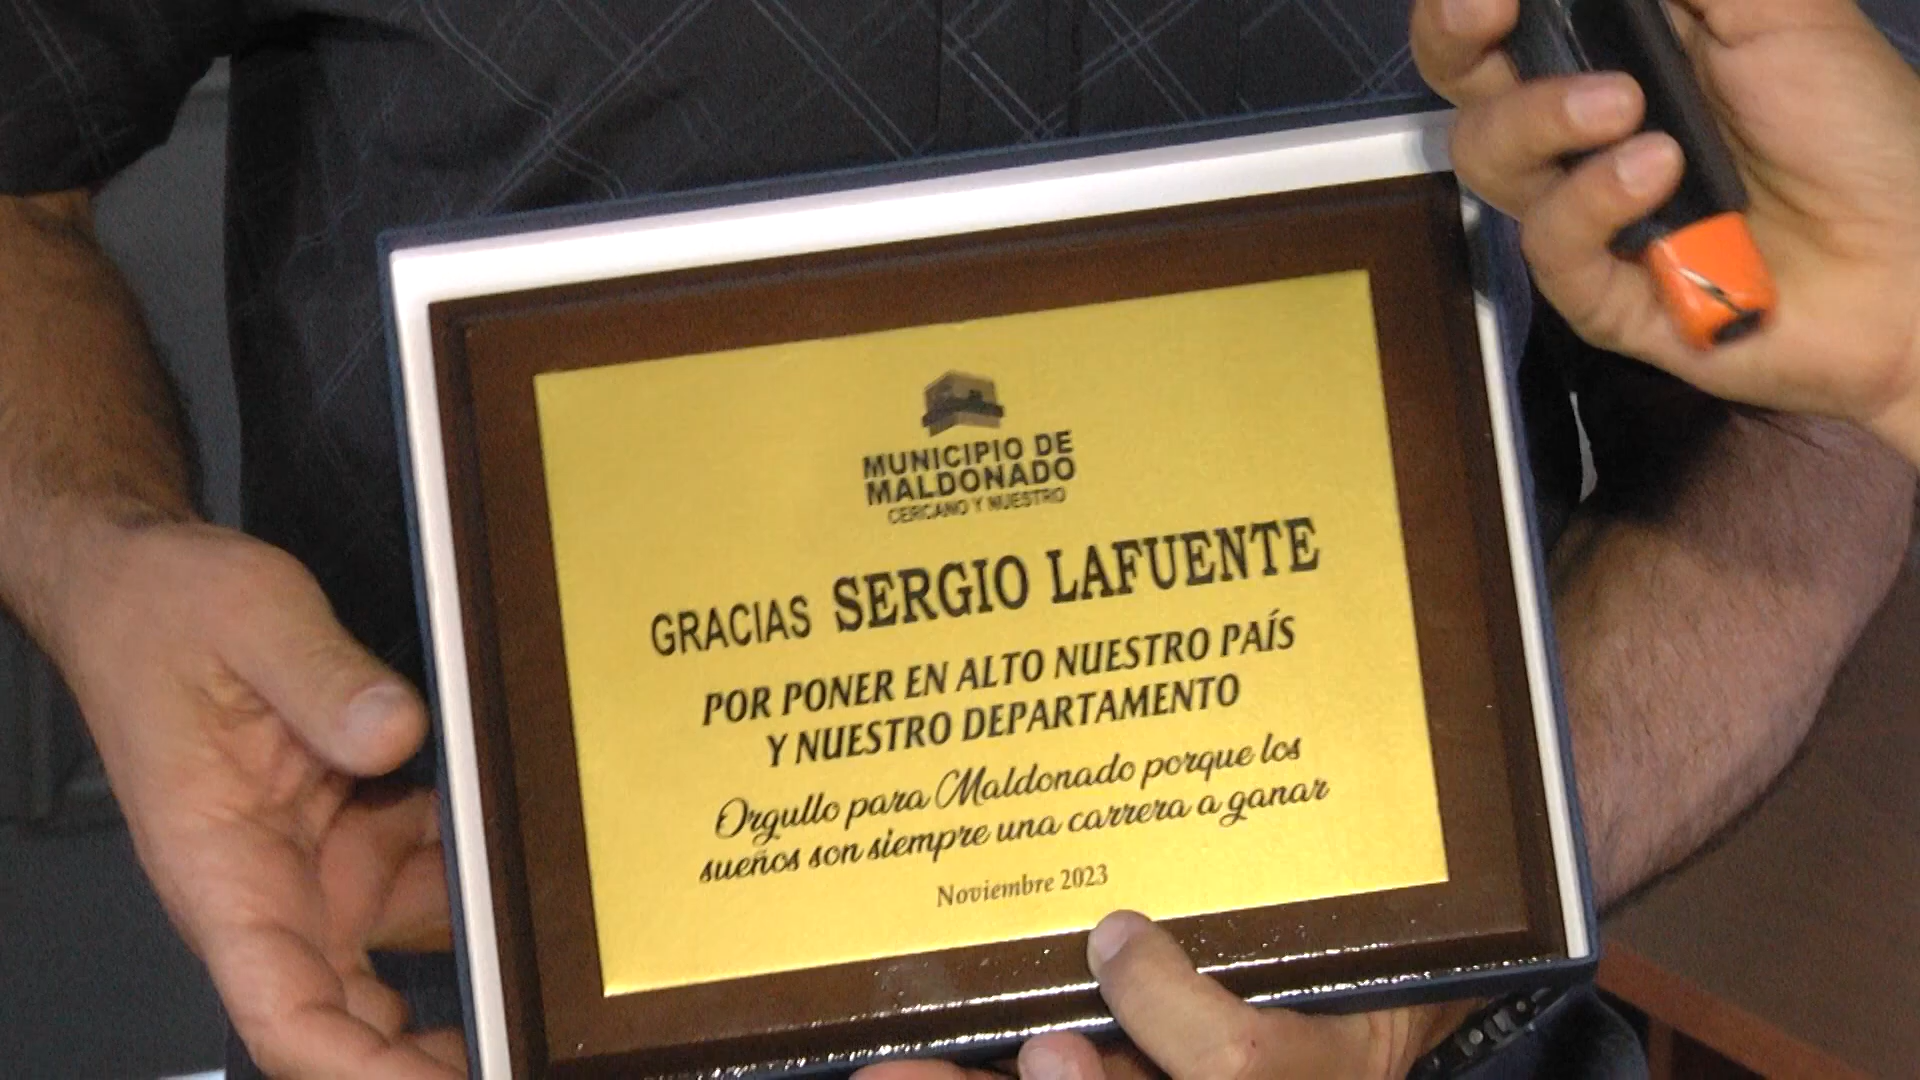 MUNICIPIO DE
MALDONADO
CERCANO Y NUESTRO
GRACIAS SERGIO LAFUENTE
POR PONER EN ALTO NUESTRO PAÍS
Y NUESTRO DEPARTAMENTO
Orgullo para Maldonado porque los
sueños son siempre una carrera a ganar
Noviembre 2023